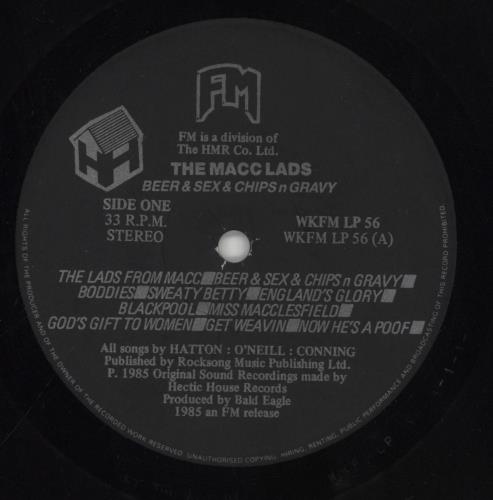 FM
FM is a division of
The HMR Co. Ltd.
THE MACC LADS
BEER & SEX & CHIPS n GRAVY
SIDE ONE
33 R.P.M.
STEREO
WKFM LP 56
WKFM LP 56 (A)
THE LADS FROM MACC■BEER & SEX & CHIPS n GRAVY■
BODDIES■SWEATY BETTY■ENGLAND'S GLORY■
BLACKPOOL■MISS MACCLESFIELD■
GOD'S GIFT TO WOMEN■GET WEAVIN■NOW HE'S A POOF■
All songs by HATTON : O'NEILL : CONNING
Published by Rocksong Music Publishing Ltd.
P. 1985 Original Sound Recordings made by
Hectic House Records
Produced by Bald Eagle
1985 an FM release
ALL RIGHTS OF THE PRODUCER AND OF THE OWNER OF THE RECORDED WORK RESERVED. UNAUTHORISED COPYING, HIRING, RENTING, PUBLIC PERFORMANCE AND BROADCASTING OF THIS RECORD PROHIBITED.